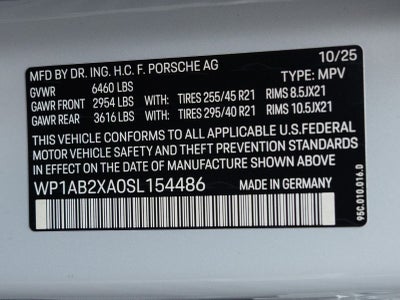 MFD BY DR. ING. H.C. F. PORSCHE AG 10/25
GVWR 6460 LBS TYPE: MPV
GAWR FRONT 2954 LBS WITH: TIRES 255/45 R21 RIMS 8.5JX21
GAWR REAR 3616 LBS WITH: TIRES 295/40 R21 RIMS 10.5JX21
THIS VEHICLE CONFORMS TO ALL APPLICABLE U.S.FEDERAL
MOTOR VEHICLE SAFETY AND THEFT PREVENTION STANDARDS
IN EFFECT ON THE DATE OF MANUFACTURE SHOWN ABOVE.
WP1AB2XA0SL154486 MADE IN GERMANY
95C.010.016.D